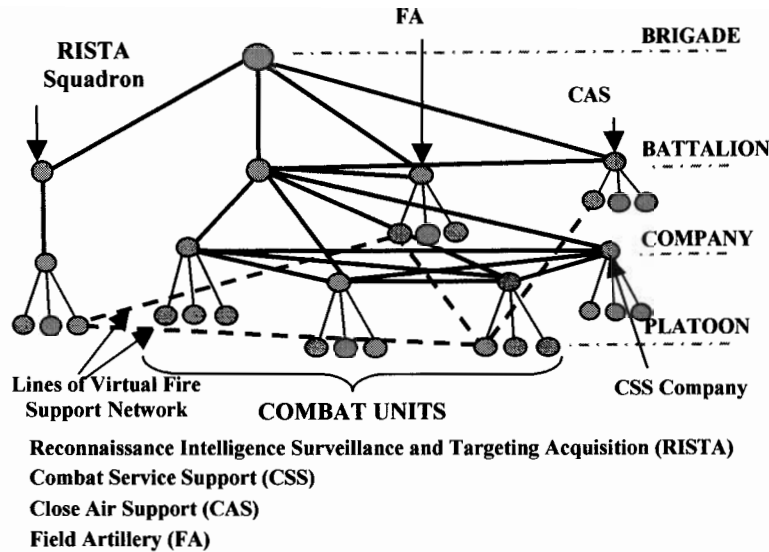 FA
BRIGADE
RISTA
Squadron
CAS
BATTALION
COMPANY
PLATOON
Lines of Virtual Fire
Support Network
COMBAT UNITS
CSS Company
Reconnaissance Intelligence Surveillance and Targeting Acquisition (RISTA)
Combat Service Support (CSS)
Close Air Support (CAS)
Field Artillery (FA)